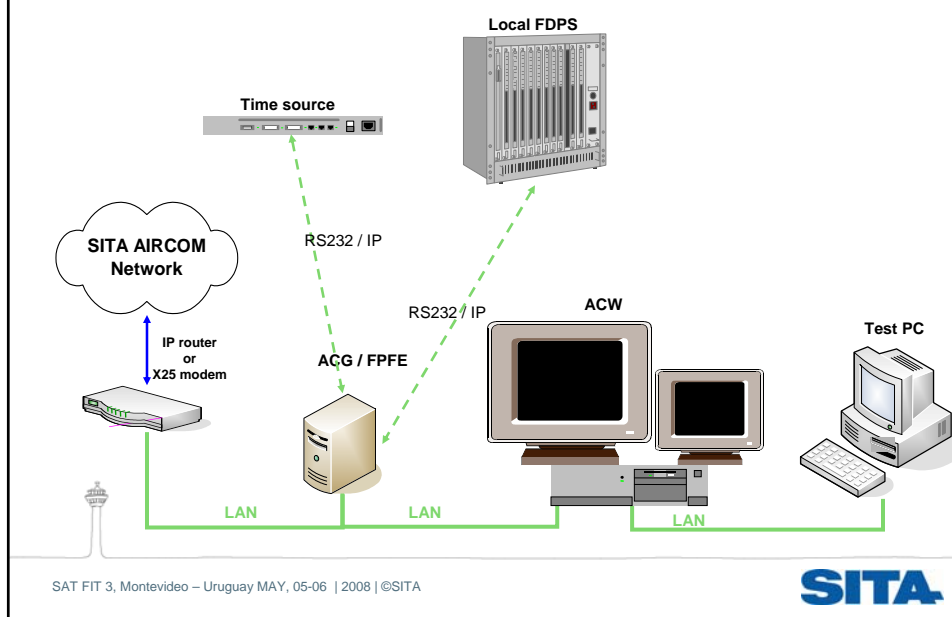 Local FDPS
Time source
SITA AIRCOM
Network
RS232 / IP
RS232 / IP
ACW
Test PC
IP router
or
X25 modem
ACG / FPFE
LAN
LAN
LAN
SAT FIT 3, Montevideo – Uruguay MAY, 05-06 | 2008 | ©SITA
SITA